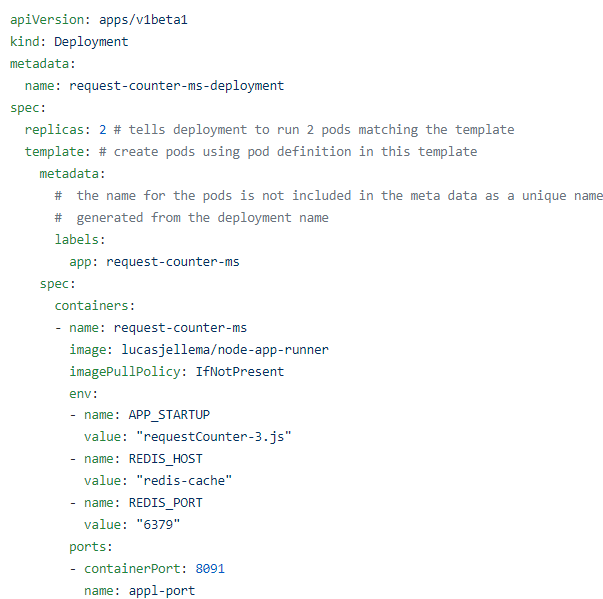 apiVersion: apps/v1beta1
kind: Deployment
metadata:
  name: request-counter-ms-deployment
spec:
  replicas: 2 # tells deployment to run 2 pods matching the template
  template: # create pods using pod definition in this template
    metadata:
      #  the name for the pods is not included in the meta data as a unique name
      #  generated from the deployment name
      labels:
        app: request-counter-ms
    spec:
      containers:
      - name: request-counter-ms
        image: lucasjellema/node-app-runner
        imagePullPolicy: IfNotPresent
        env:
        - name: APP_STARTUP
          value: "requestCounter-3.js"
        - name: REDIS_HOST
          value: "redis-cache"
        - name: REDIS_PORT
          value: "6379"
        ports:
        - containerPort: 8091
          name: appl-port